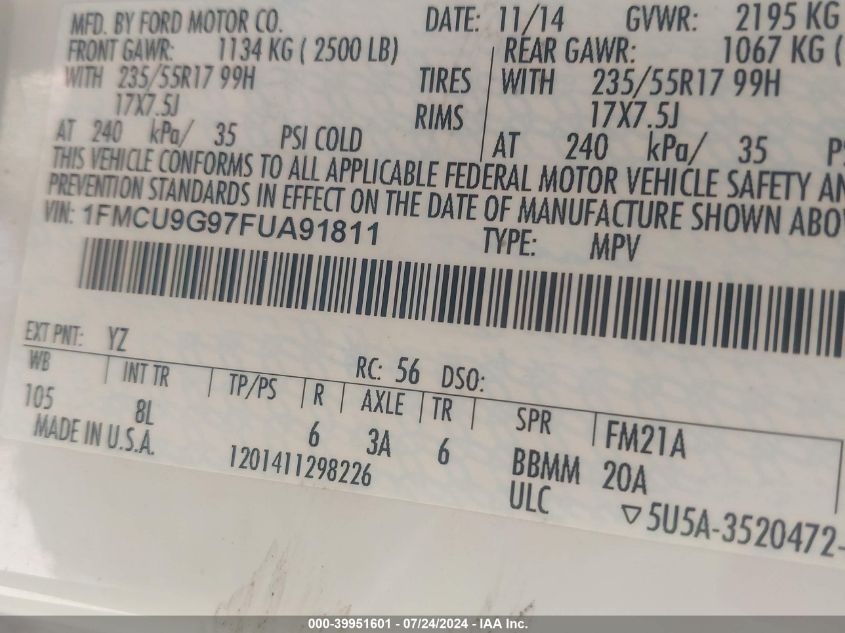 MFD. BY FORD MOTOR CO. DATE: 11/14 GVWR: 2195 KG
FRONT GAWR: 1134 KG ( 2500 LB) REAR GAWR: 1067 KG (
WITH 235/55R17 99H TIRES WITH 235/55R17 99H
17X7.5J RIMS 17X7.5J
AT 240 kPa/ 35 PSI COLD AT 240 kPa/ 35
THIS VEHICLE CONFORMS TO ALL APPLICABLE FEDERAL MOTOR VEHICLE SAFETY
PREVENTION STANDARDS IN EFFECT ON THE DATE OF MANUFACTURE SHOWN
VIN: 1FMCU9G97FUA91811 TYPE: MPV
EXT PNT: YZ RC: 56 DSO:
WB INT TR TP/PS R AXLE TR SPR FM21A
105 8L 6 3A 6 BBMM 20A
MADE IN U.S.A. 1201411298226 ULC
▽5U5A-3520472-
000-39951601 - 07/24/2024 - IAA Inc.